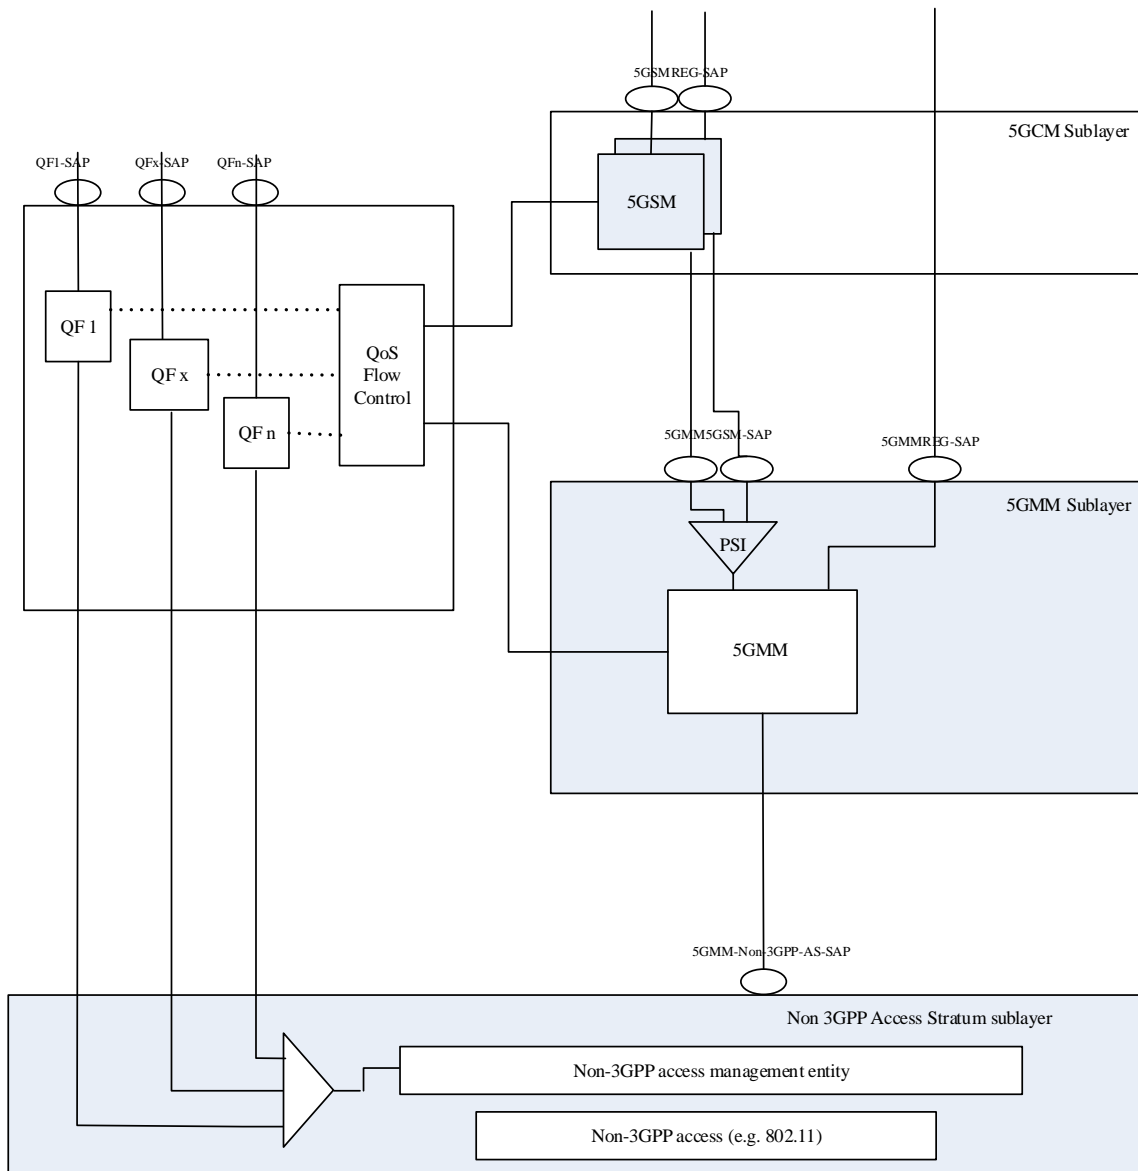 5GSMREG-SAP
5GCM Sublayer
QF1-SAP
QFx-SAP
QFn-SAP
5GSM
QF 1
QoS
Flow
Control
QF x
QF n
5GMM5GSM-SAP
5GMMREG-SAP
5GMM Sublayer
PSI
5GMM
5GMM-Non-3GPP-AS-SAP
Non 3GPP Access Stratum sublayer
Non-3GPP access management entity
Non-3GPP access (e.g. 802.11)